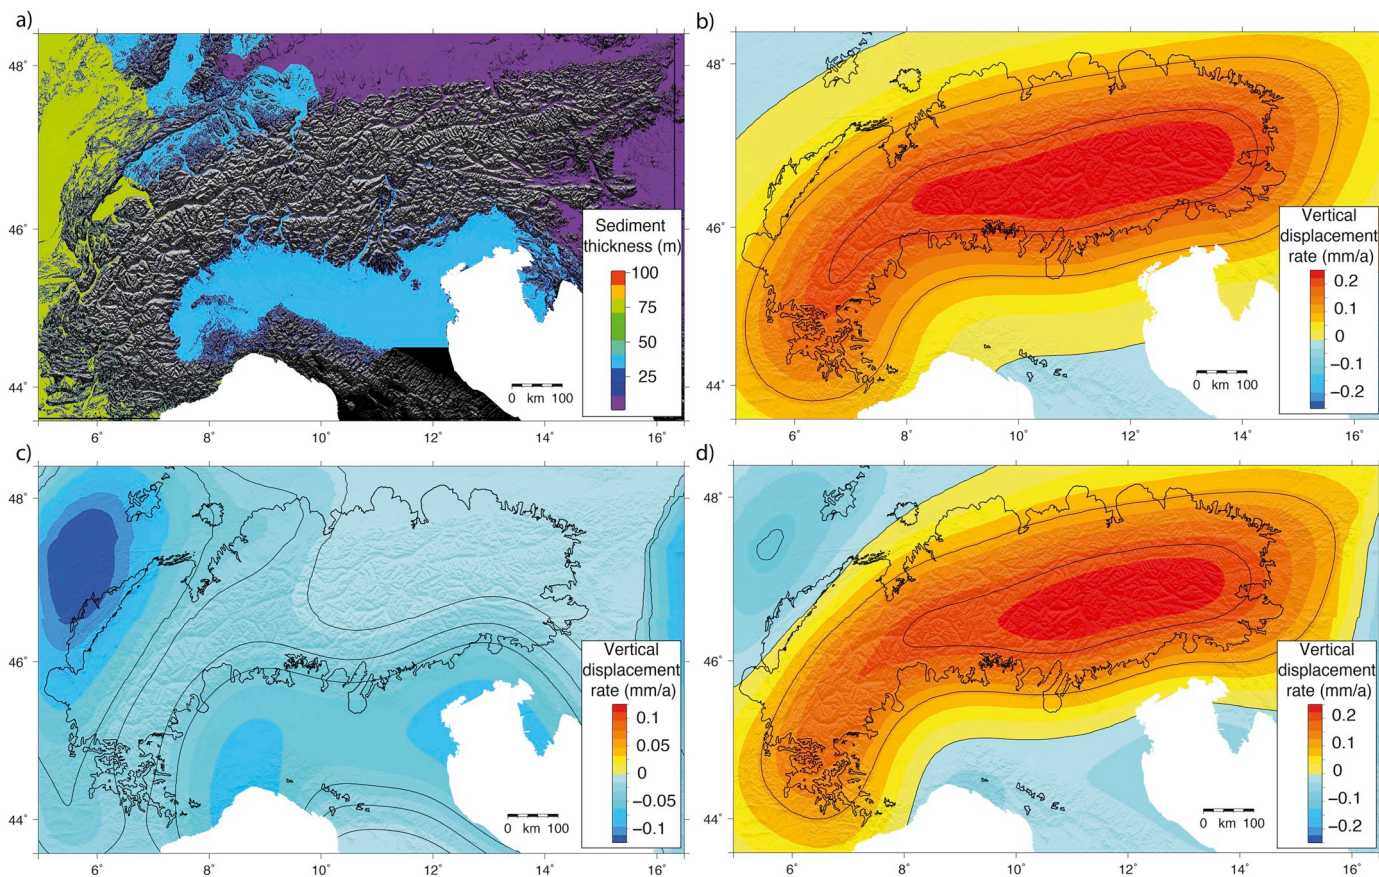 a)
48°
46°
44°
6°
8°
10°
12°
14°
16°
Sediment
thickness (m)
100
75
50
25
0 km 100
b)
48°
46°
44°
6°
8°
10°
12°
14°
16°
Vertical
displacement
rate (mm/a)
0.2
0.1
0
−0.1
−0.2
0 km 100
c)
48°
46°
44°
6°
8°
10°
12°
14°
16°
Vertical
displacement
rate (mm/a)
0.1
0.05
0
−0.05
−0.1
0 km 100
d)
48°
46°
44°
6°
8°
10°
12°
14°
16°
Vertical
displacement
rate (mm/a)
0.2
0.1
0
−0.1
−0.2
0 km 100